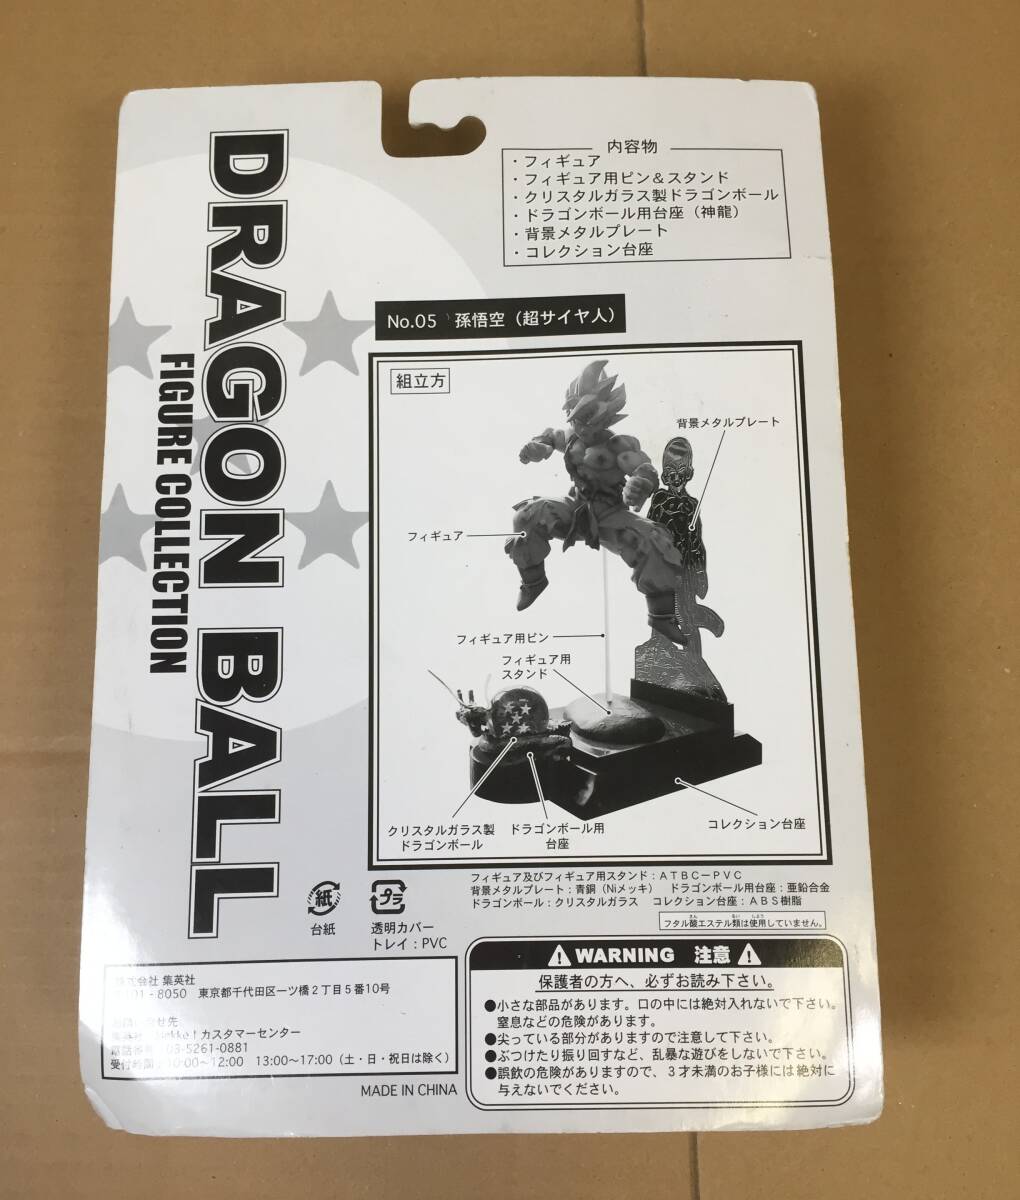 DRAGON BALL
FIGURE COLLECTION
内容物
・フィギュア
・フィギュア用ピン＆スタンド
・クリスタルガラス製ドラゴンボール
・ドラゴンボール用台座（神龍）
・背景メタルプレート
・コレクション台座
No.05 孫悟空（超サイヤ人）
組立方
背景メタルプレート
フィギュア
フィギュア用ピン
フィギュア用
スタンド
クリスタルガラス製
ドラゴンボール
ドラゴンボール用
台座
コレクション台座
フィギュア及びフィギュア用スタンド：ATBC－PVC
背景メタルプレート：青銅（Niメッキ） ドラゴンボール用台座：亜鉛合金
ドラゴンボール：クリスタルガラス コレクション台座：ABS樹脂
フタル酸エステル類は使用していません。
紙
台紙
プラ
透明カバー
トレイ：PVC
株式会社 集英社
〒101-8050 東京都千代田区一ツ橋2丁目5番10号
お問い合せ先
カスタマーセンター
電話番号 03-5261-0881
受付時間：10:00～12:00 13:00～17:00（土・日・祝日は除く）
MADE IN CHINA
WARNING 注意
保護者の方へ、必ずお読み下さい。
●小さな部品があります。口の中には絶対入れないで下さい。
窒息などの危険があります。
●尖っている部分がありますので注意して下さい。
●ぶつけたり振り回すなど、乱暴な遊びをしないで下さい。
●誤飲の危険がありますので、3才未満のお子様には絶対に
与えないでください。